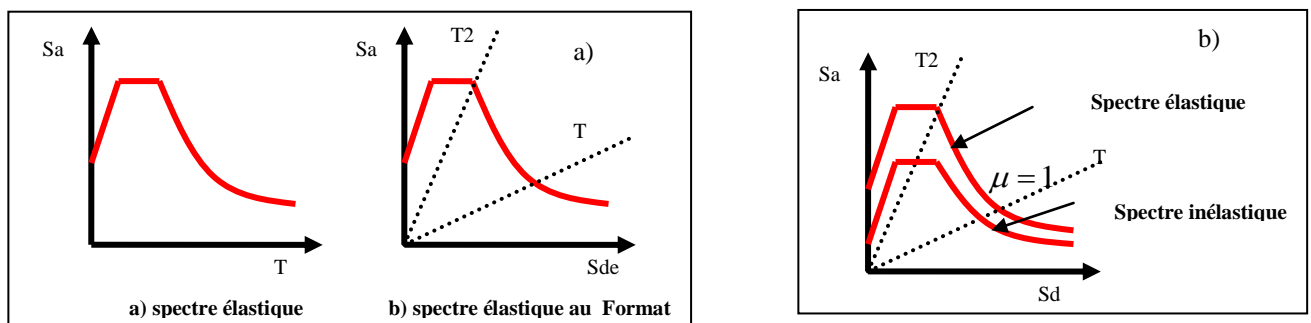 Sa
T
a) spectre élastique
Sa
T2
a)
T
Sde
b) spectre élastique au Format
b)
Sa
T2
Spectre élastique
T
μ = 1
Spectre inélastique
Sd